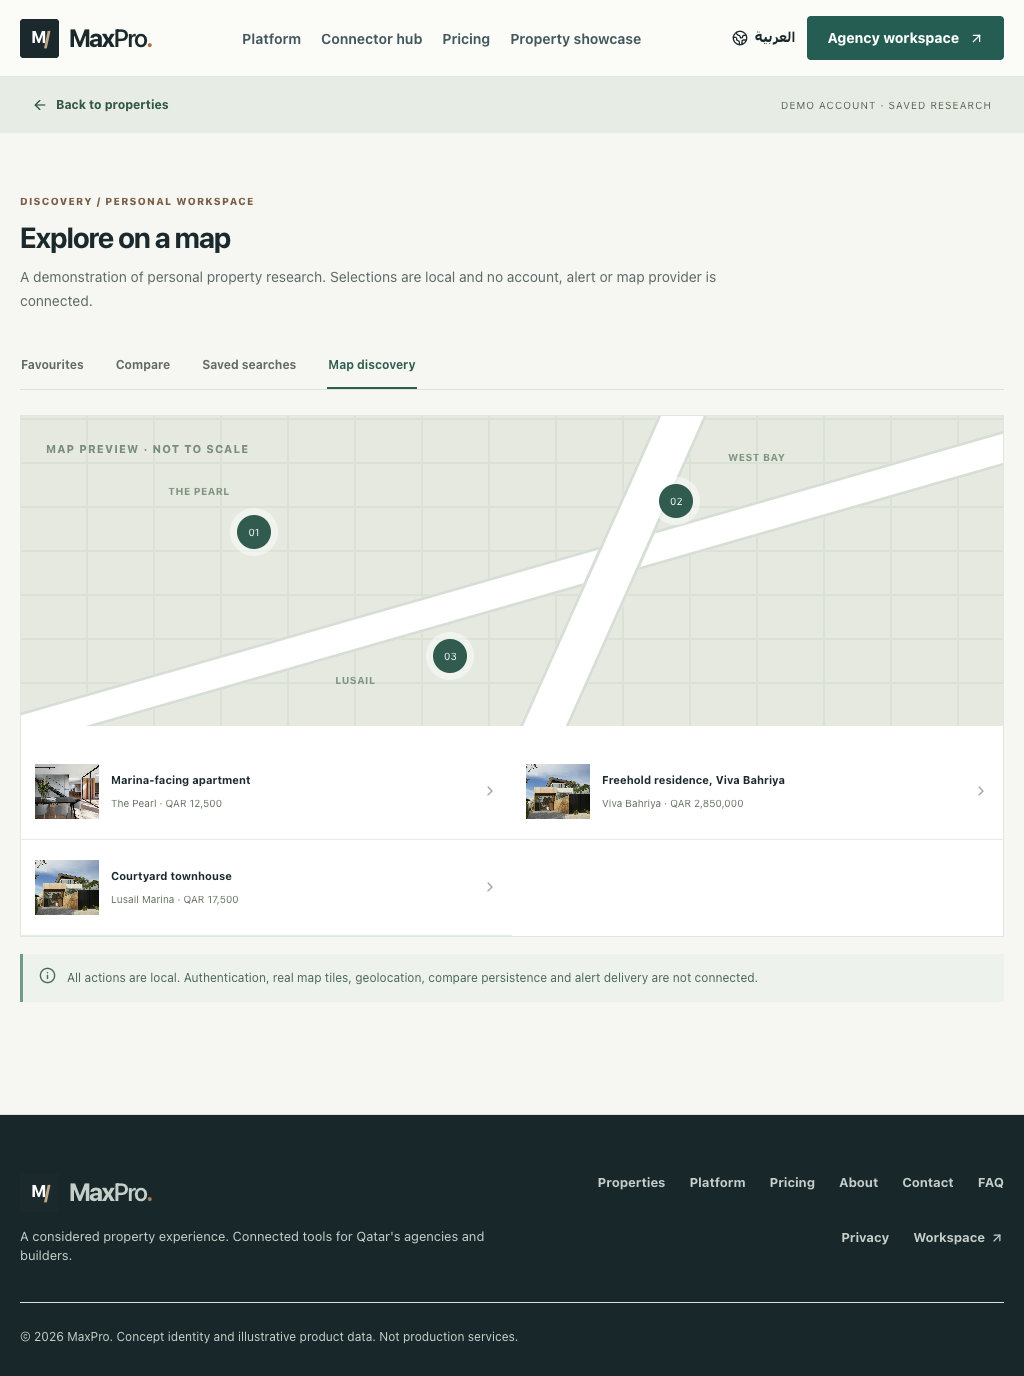 M/ MaxPro.
Platform Connector hub Pricing Property showcase
العربية
Agency workspace
Back to properties
DEMO ACCOUNT · SAVED RESEARCH
DISCOVERY / PERSONAL WORKSPACE
Explore on a map
A demonstration of personal property research. Selections are local and no account, alert or map provider is
connected.
Favourites Compare Saved searches Map discovery
MAP PREVIEW · NOT TO SCALE
WEST BAY
THE PEARL
02
01
03
LUSAIL
Marina-facing apartment
The Pearl · QAR 12,500
Freehold residence, Viva Bahriya
Viva Bahriya · QAR 2,850,000
Courtyard townhouse
Lusail Marina · QAR 17,500
All actions are local. Authentication, real map tiles, geolocation, compare persistence and alert delivery are not connected.
M/ MaxPro.
A considered property experience. Connected tools for Qatar's agencies and
builders.
Properties Platform Pricing About Contact FAQ
Privacy Workspace
© 2026 MaxPro. Concept identity and illustrative product data. Not production services.